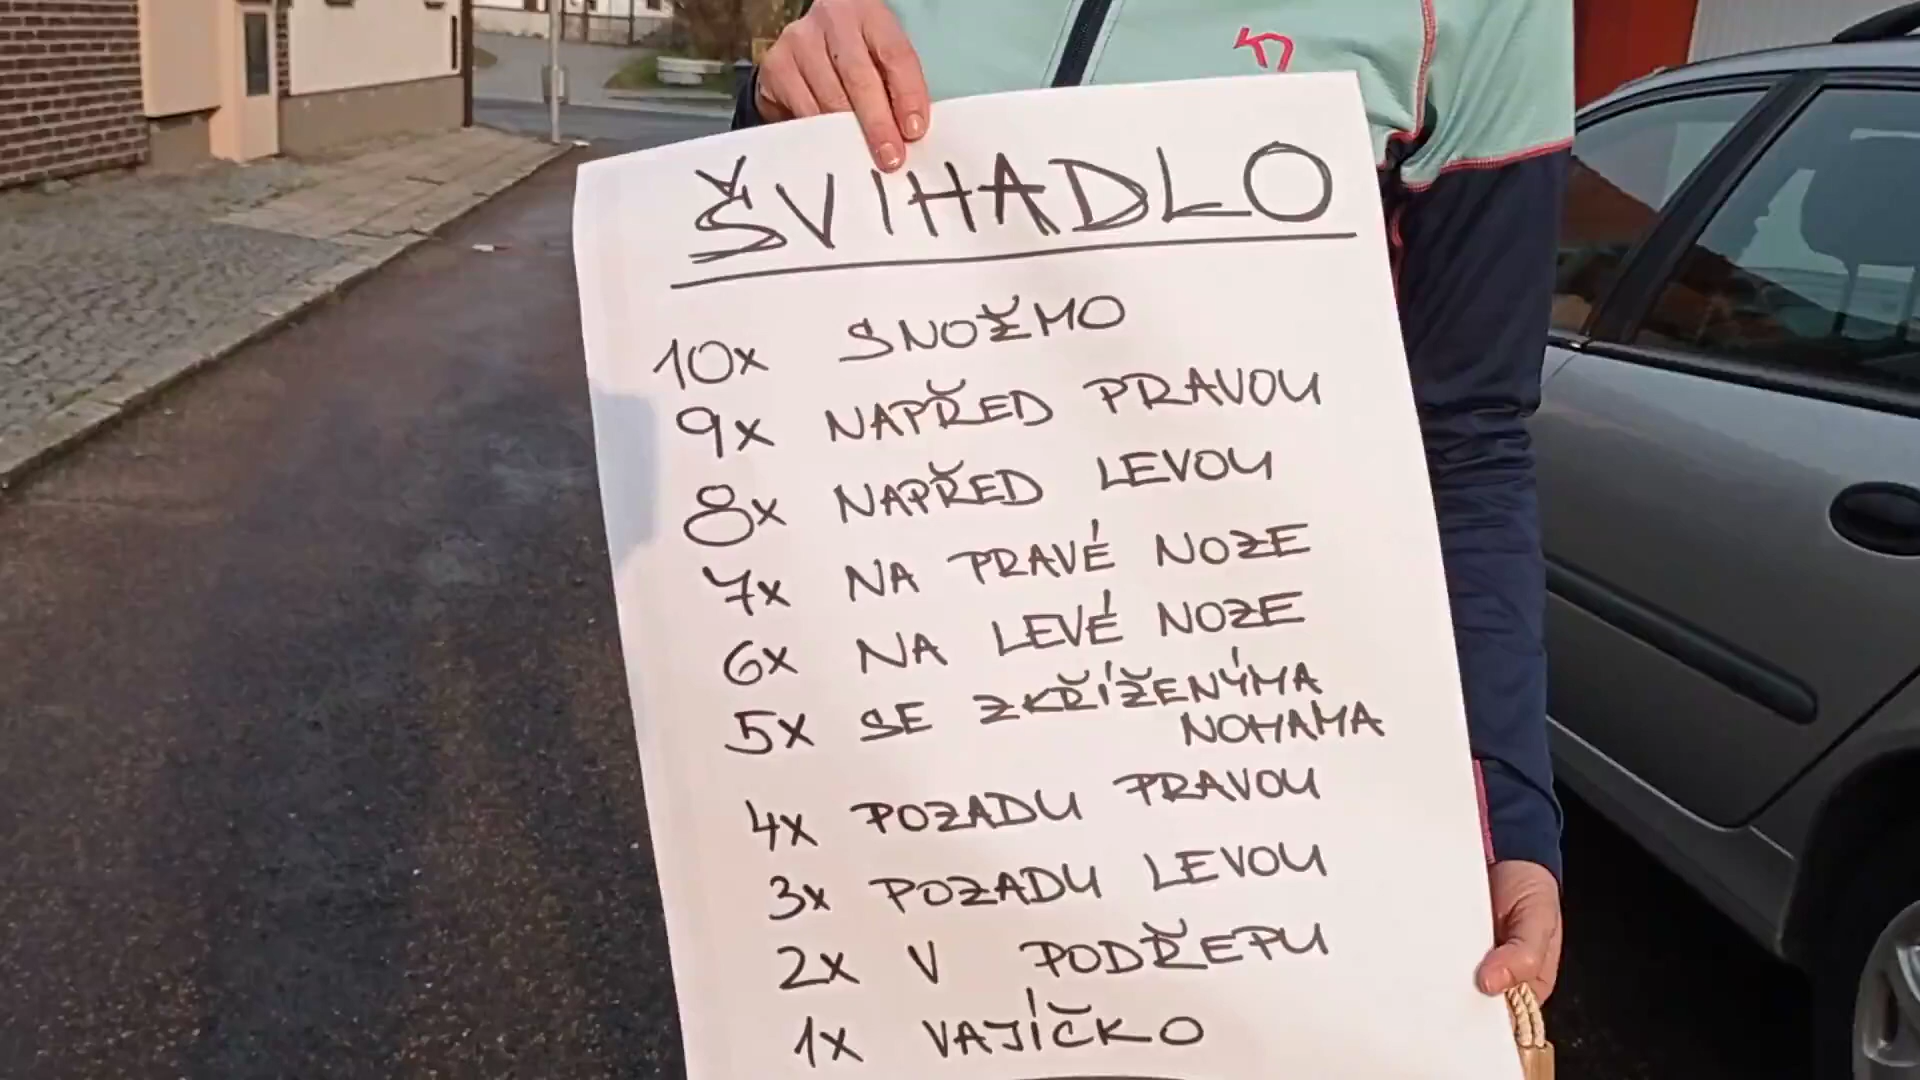 ŠVIHADLO
10x SNOŽMO
9x NAPŘED PRAVOU
8x NAPŘED LEVOU
7x NA PRAVÉ NOZE
6x NA LEVÉ NOZE
5x SE ZKŘÍŽENÝMA
NOHAMA
4x POZADU PRAVOU
3x POZADU LEVOU
2x V PODŘEPU
1x VAJÍČKO